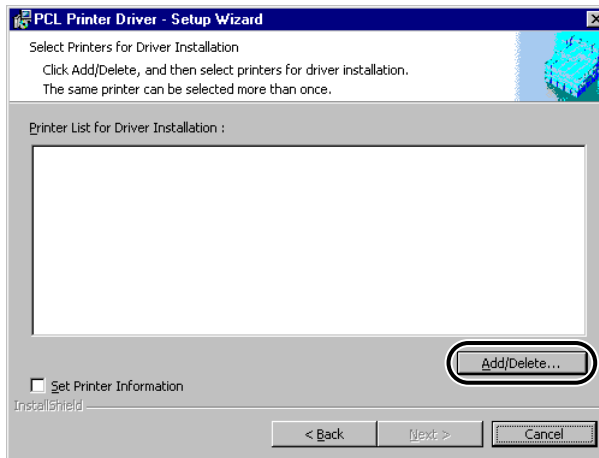 PCL Printer Driver - Setup Wizard
Select Printers for Driver Installation
Click Add/Delete, and then select printers for driver installation.
The same printer can be selected more than once.
Printer List for Driver Installation :
Add/Delete...
Set Printer Information
InstallShield
< Back
Next >
Cancel